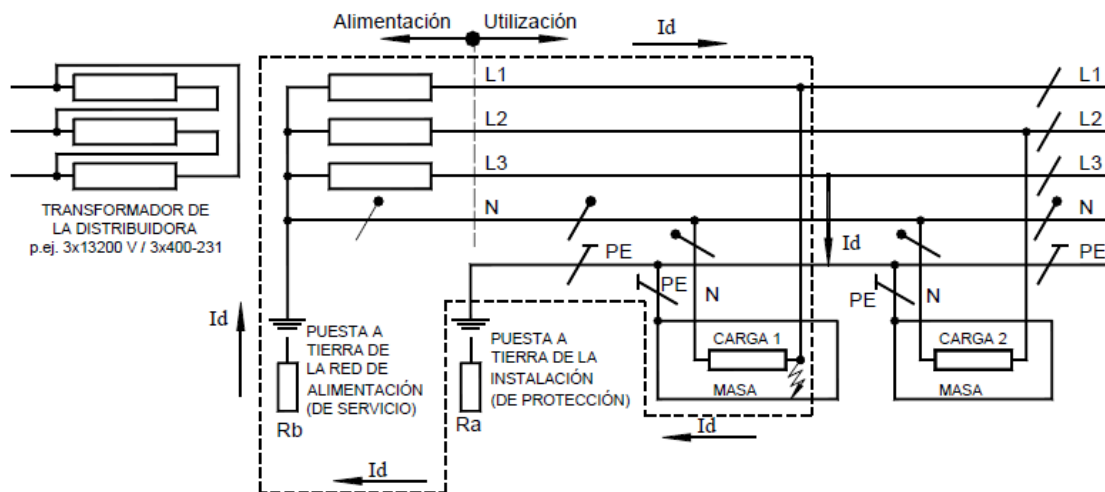 Alimentación
Utilización
Id
L1
L1
L2
L2
L3
L3
TRANSFORMADOR DE
LA DISTRIBUIDORA
p.ej. 3x13200 V / 3x400-231
N
N
Id
PE
PE
PE
N
PE
N
Id
PUESTA A
TIERRA DE
LA RED DE
ALIMENTACIÓN
(DE SERVICIO)
Rb
PUESTA A
TIERRA DE LA
INSTALACIÓN
(DE PROTECCIÓN)
Ra
CARGA 1
MASA
CARGA 2
MASA
Id
Id